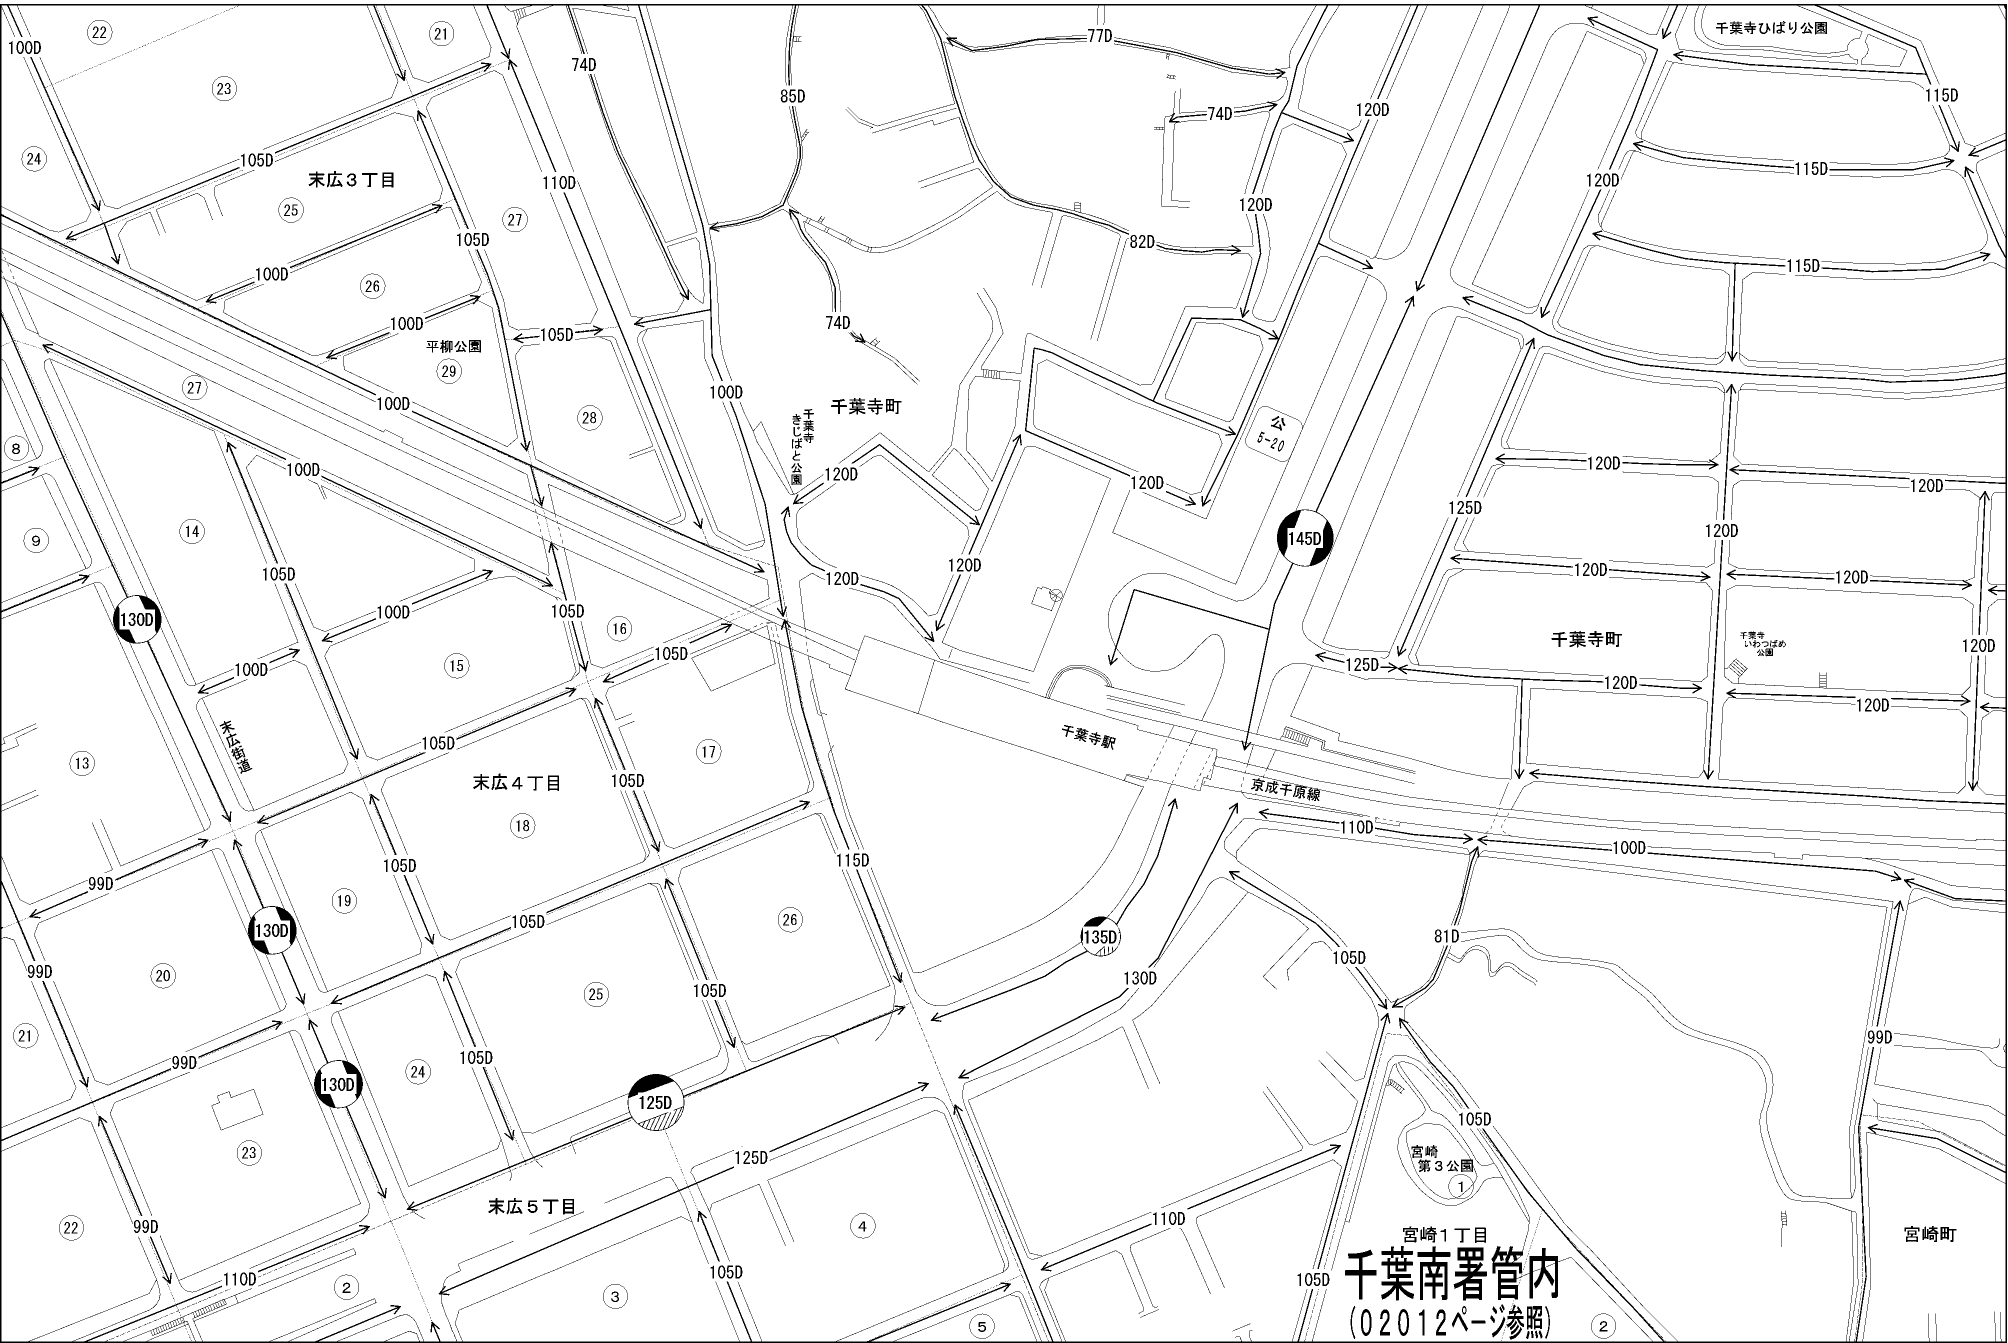 22
21
100D
23
24
74D
77D
85D
74D
120D
千葉寺ひばり公園
115D
105D
末広3丁目
25
110D
27
120D
120D
115D
100D
105D
82D
115D
26
100D
平柳公園
29
105D
74D
27
100D
28
100D
千葉寺
きじばと公園
千葉寺町
公
5-20
8
100D
120D
120D
120D
120D
9
14
125D
120D
145D
105D
120D
120D
120D
120D
130D
100D
105D
16
千葉寺町
千葉寺
いわつばめ
公園
120D
100D
15
105D
125D
120D
120D
末広街道
13
105D
17
千葉寺駅
末広4丁目
105D
京成千原線
18
110D
100D
105D
115D
99D
19
26
130D
105D
135D
81D
105D
99D
20
25
105D
130D
21
99D
105D
24
99D
130D
125D
105D
23
125D
宮崎
第3公園
1
22
99D
末広5丁目
4
110D
宮崎1丁目
宮崎町
110D
2
3
105D
105D
千葉南署管内
5
2
(02012ページ参照)